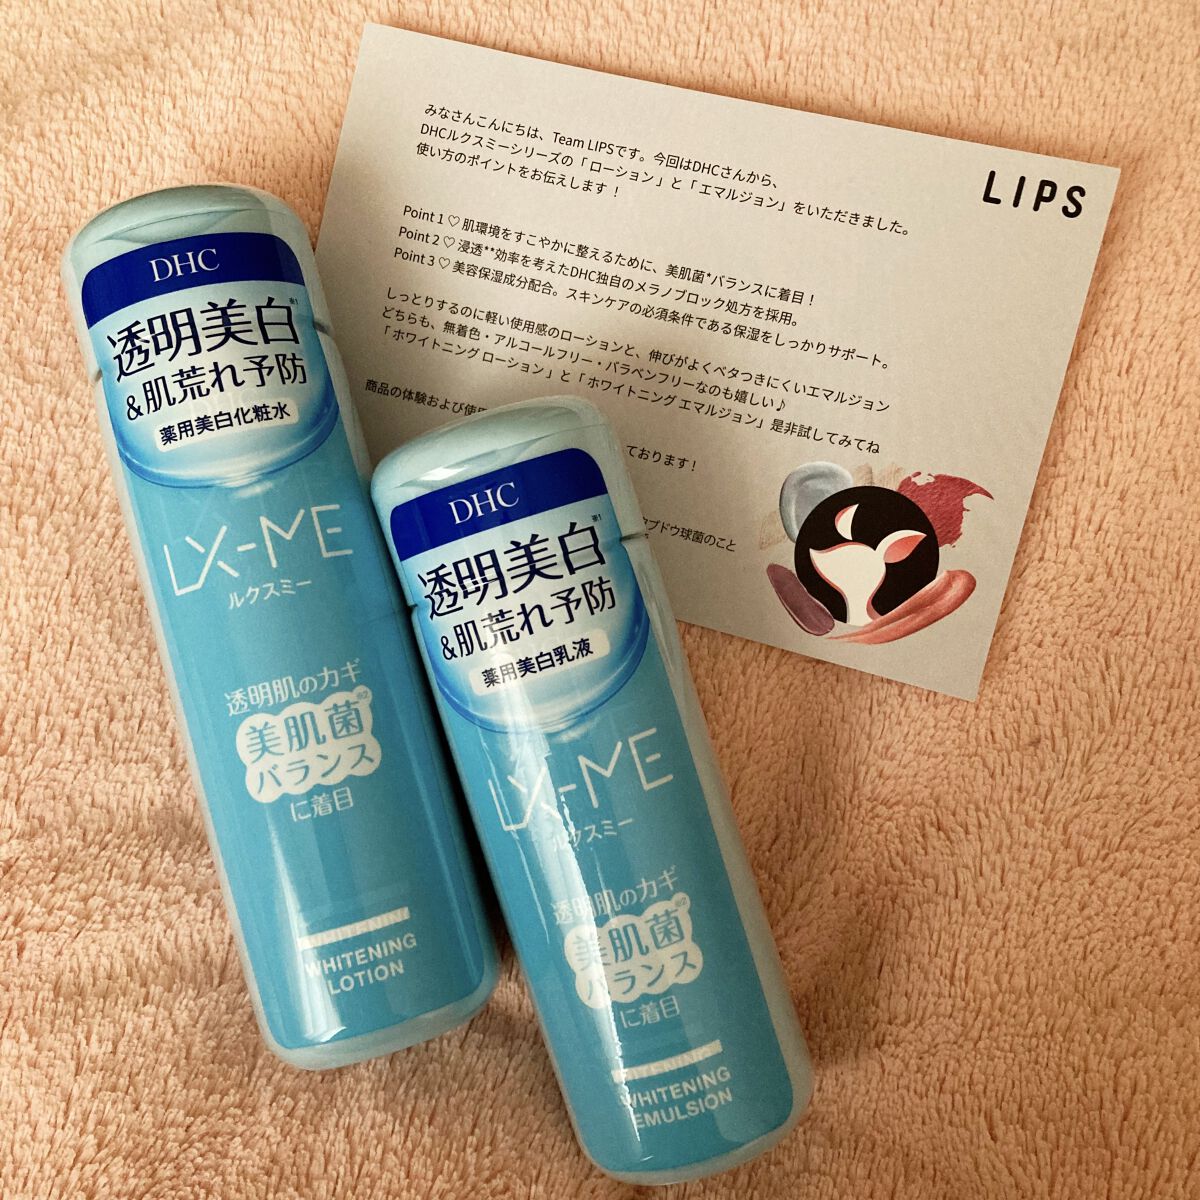 LIPS
みなさんこんにちは、Team LIPSです。今回はDHCさんから、
DHCルクスミーシリーズの「ローション」と「エマルジョン」をいただきました。
使い方のポイントをお伝えします！
Point 1 ♡ 肌環境をすこやかに整えるために、美肌菌*バランスに着目！
Point 2 ♡ 浸透**効率を考えたDHC独自のメラノブロック処方を採用。
Point 3 ♡ 美容保湿成分配合。スキンケアの必須条件である保湿をしっかりサポート。
しっとりするのに軽い使用感のローションと、伸びがよくベタつきにくいエマルジョン
どちらも、無着色・アルコールフリー・パラベンフリーなのも嬉しい♪
「ホワイトニング ローション」と「ホワイトニング エマルジョン」是非試してみてね
商品の体験および使
ております！
ブドウ球菌のこと
DHC
透明美白※1
&肌荒れ予防
薬用美白化粧水
LX-ME
ルクスミー
透明肌のカギ
美肌菌※2
バランス
に着目
WHITENING
LOTION
DHC
透明美白※1
&肌荒れ予防
薬用美白乳液
LX-ME
ルクスミー
透明肌のカギ
美肌菌※2
バランス
に着目
WHITENING
EMULSION